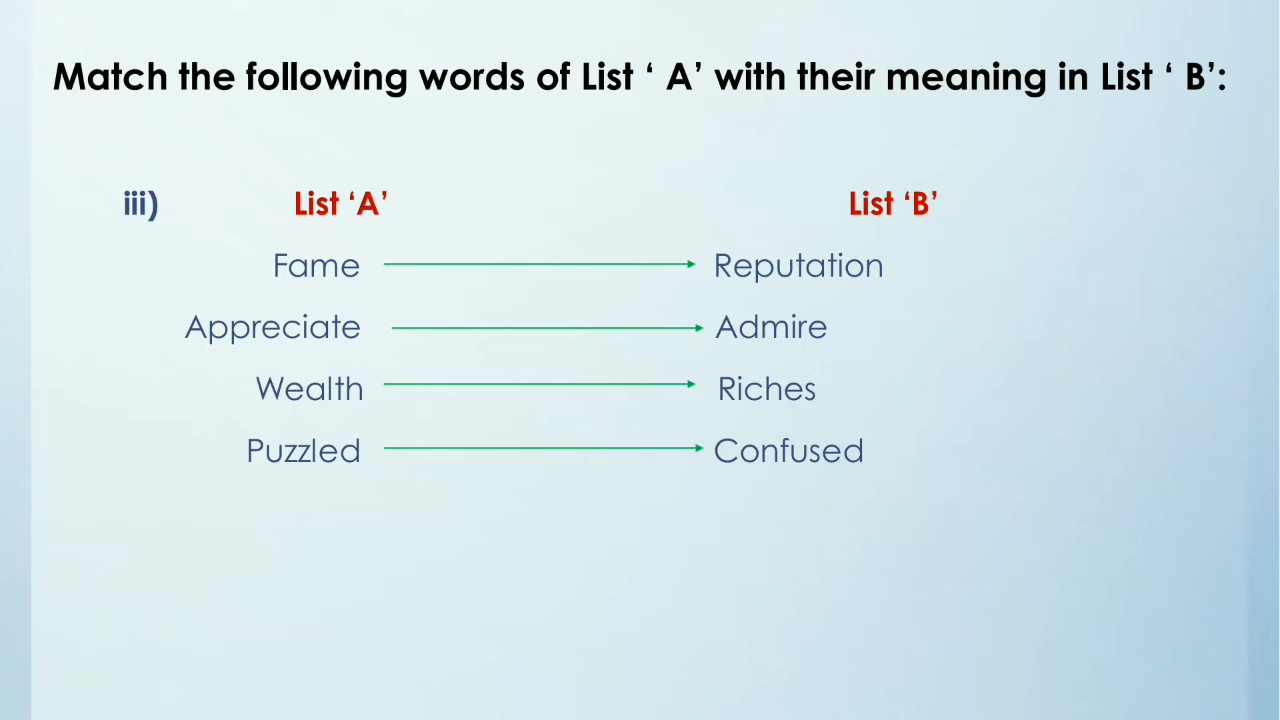 Match the following words of List ‘ A’ with their meaning in List ‘ B’:
iii) List ‘A’ List ‘B’
Fame Reputation
Appreciate Admire
Wealth Riches
Puzzled Confused